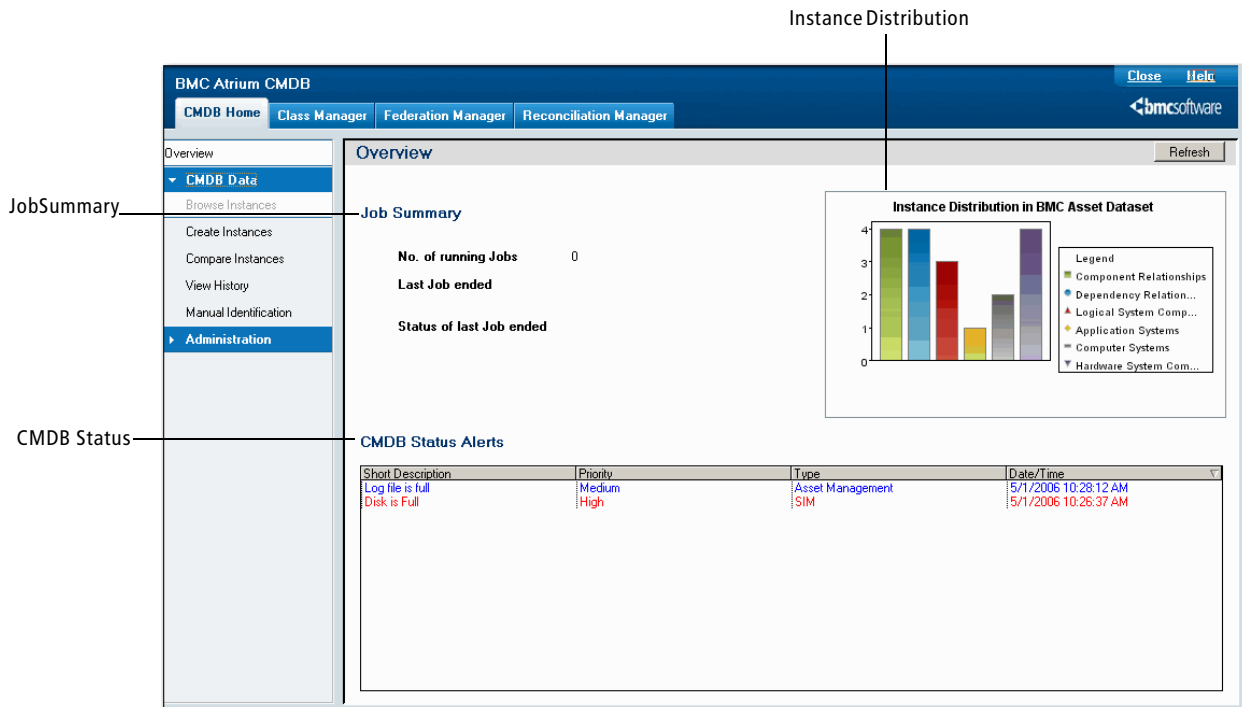 Instance Distribution
BMC Atrium CMDB
Close Help
CMDB Home Class Manager Federation Manager Reconciliation Manager
bmcsoftware
Overview
Overview
Refresh
CMDB Data
JobSummary
Browse Instances
Job Summary
Instance Distribution in BMC Asset Dataset
Create Instances
Compare Instances
View History
Manual Identification
Administration
No. of running Jobs 0
Last Job ended
Status of last Job ended
4
3
2
1
0
Legend
Component Relationships
Dependency Relation...
Logical System Comp...
Application Systems
Computer Systems
Hardware System Com...
CMDB Status
CMDB Status Alerts
Short Description Priority Type Date/Time
Log file is full Medium Asset Management 5/1/2006 10:28:12 AM
Disk is Full High SIM 5/1/2006 10:26:37 AM